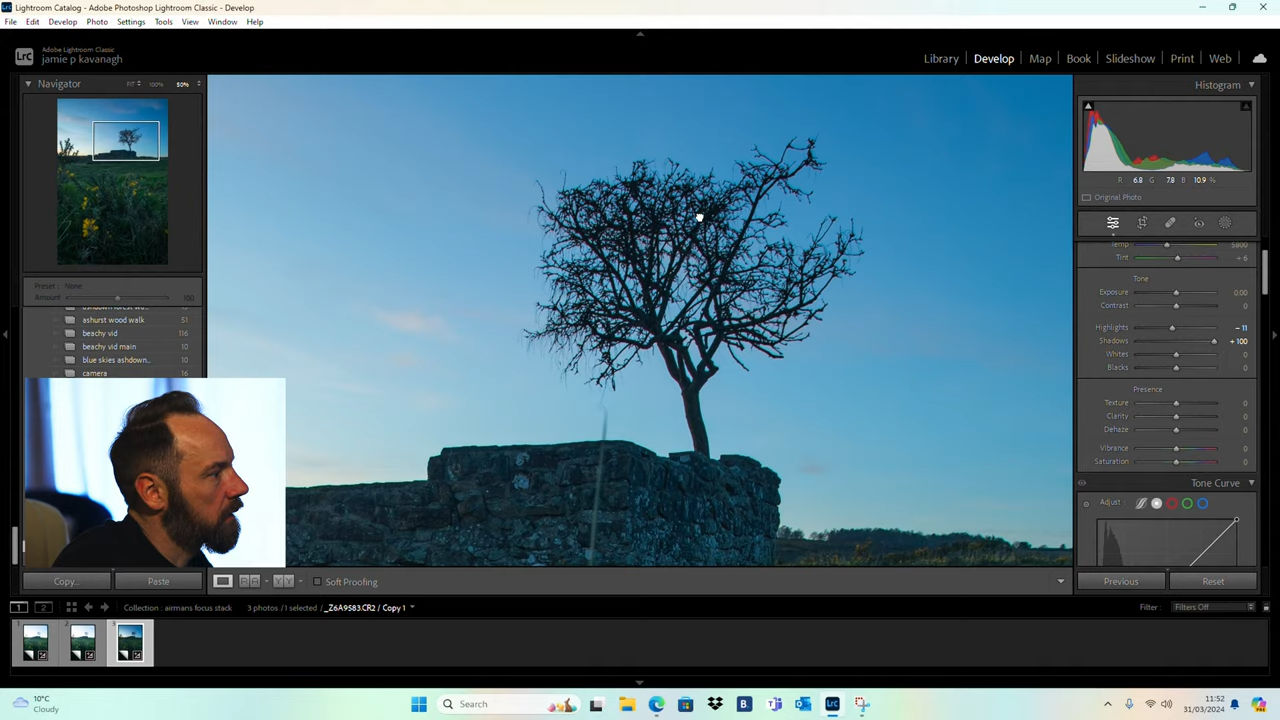 Lightroom Catalog - Adobe Photoshop Lightroom Classic - Develop
File Edit Develop Photo Settings Tools View Window Help
Lrc Adobe Lightroom Classic
jamie p kavanagh
Library Develop Map Book Slideshow Print Web
Navigator FIT 100% 50%
Histogram
R 6.8 G 7.8 B 10.9 %
Original Photo
Temp 5800
Tint + 6
Tone
Exposure 0.00
Contrast 0
Highlights − 11
Shadows + 100
Whites 0
Blacks 0
Presence
Texture 0
Clarity 0
Dehaze 0
Vibrance 0
Saturation 0
Tone Curve
Adjust :
Previous Reset
Preset : None
Amount 100
ashurst wood walk 51
beachy vid 116
beachy vid main 10
blue skies ashdown... 10
camera 16
Copy... Paste
Soft Proofing
1 2 Collection : airmans focus stack 3 photos / 1 selected / _Z6A9583.CR2 / Copy 1
Filter : Filters Off
1 2 3
10°C
Cloudy
Search
11:52
31/03/2024